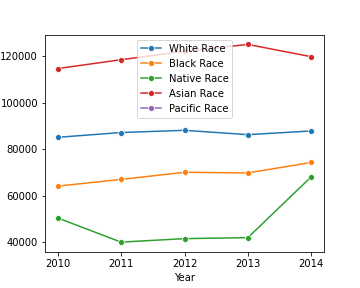 120000
100000
80000
60000
40000
White Race
Black Race
Native Race
Asian Race
Pacific Race
2010 2011 2012 2013 2014
Year